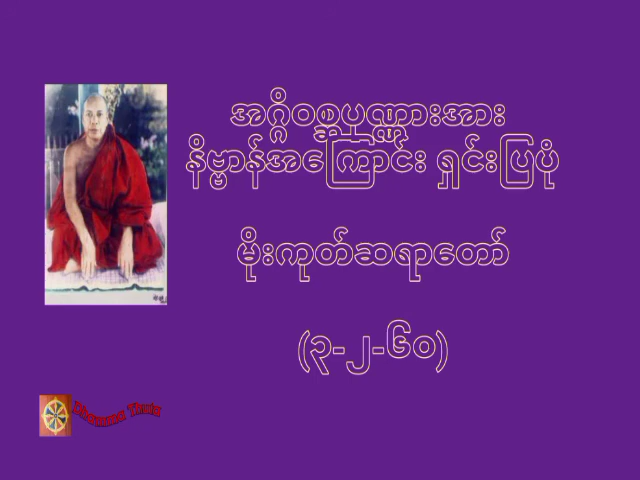 အဂ္ဂိဝစ္ဆပုဏ္ဏားအား
နိဗ္ဗာန်အကြောင်း ရှင်းပြပုံ
မိုးကုတ်ဆရာတော်
(၃-၂-၆၀)
Dhamma Thuta